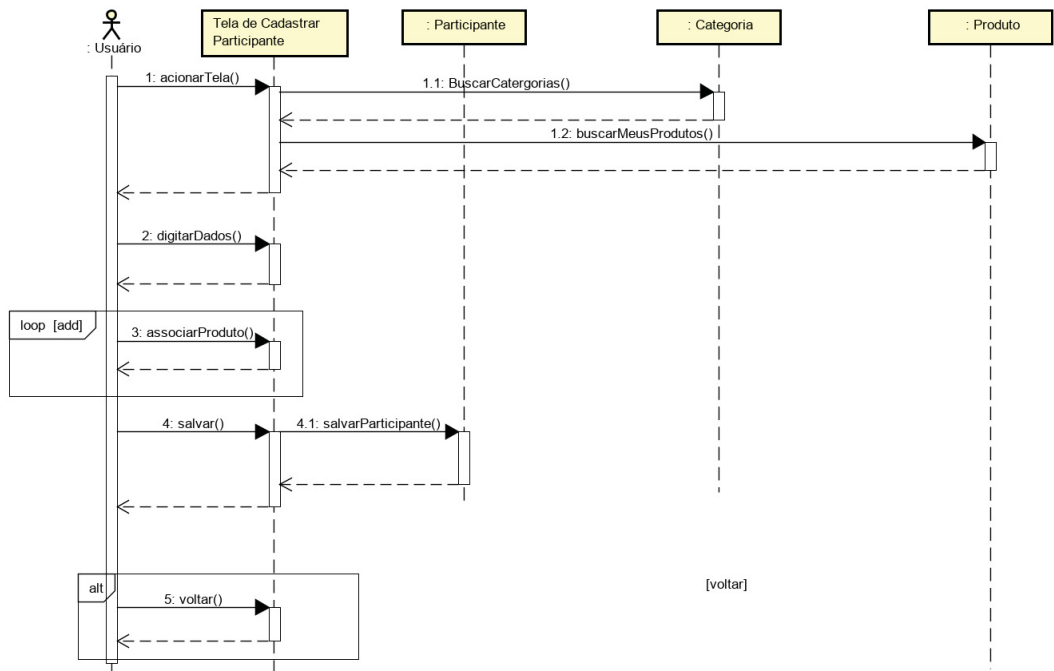 : Usuário
Tela de Cadastrar
Participante
: Participante
: Categoria
: Produto
1: acionarTela()
1.1: BuscarCatergorias()
1.2: buscarMeusProdutos()
2: digitarDados()
loop [add]
3: associarProduto()
4: salvar()
4.1: salvarParticipante()
alt
[voltar]
5: voltar()